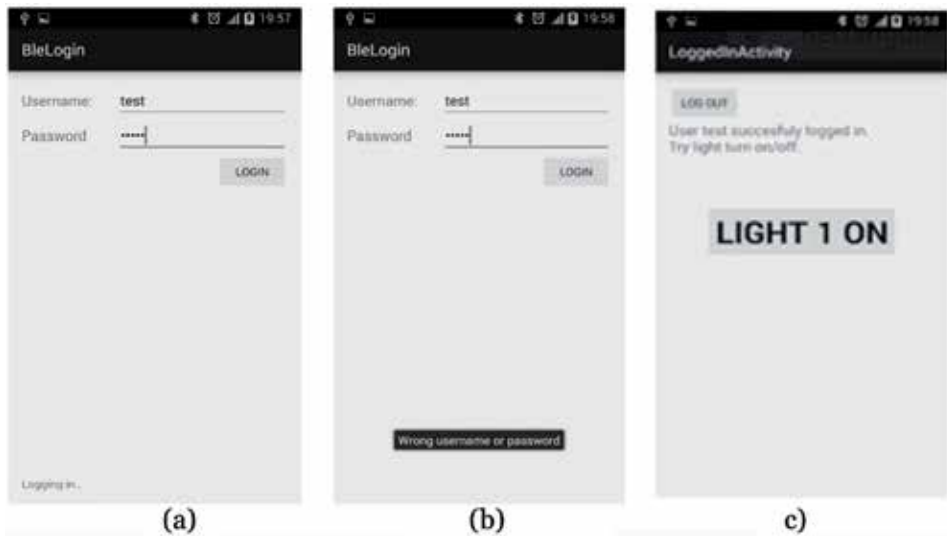 19:57
BleLogin
Username: test
Password •••••
LOGIN
Logging in..
(a)
19:58
BleLogin
Username: test
Password •••••
LOGIN
Wrong username or password
(b)
19:58
LoggedInActivity
LOG OUT
User test succesfuly logged in.
Try light turn on/off.
LIGHT 1 ON
c)